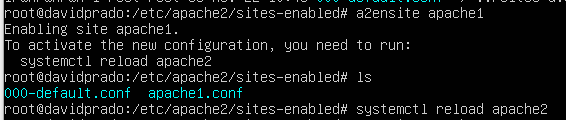 root@davidprado:/etc/apache2/sites-enabled# a2ensite apache1
Enabling site apache1.
To activate the new configuration, you need to run:
  systemctl reload apache2
root@davidprado:/etc/apache2/sites-enabled# ls
000-default.conf  apache1.conf
root@davidprado:/etc/apache2/sites-enabled# systemctl reload apache2